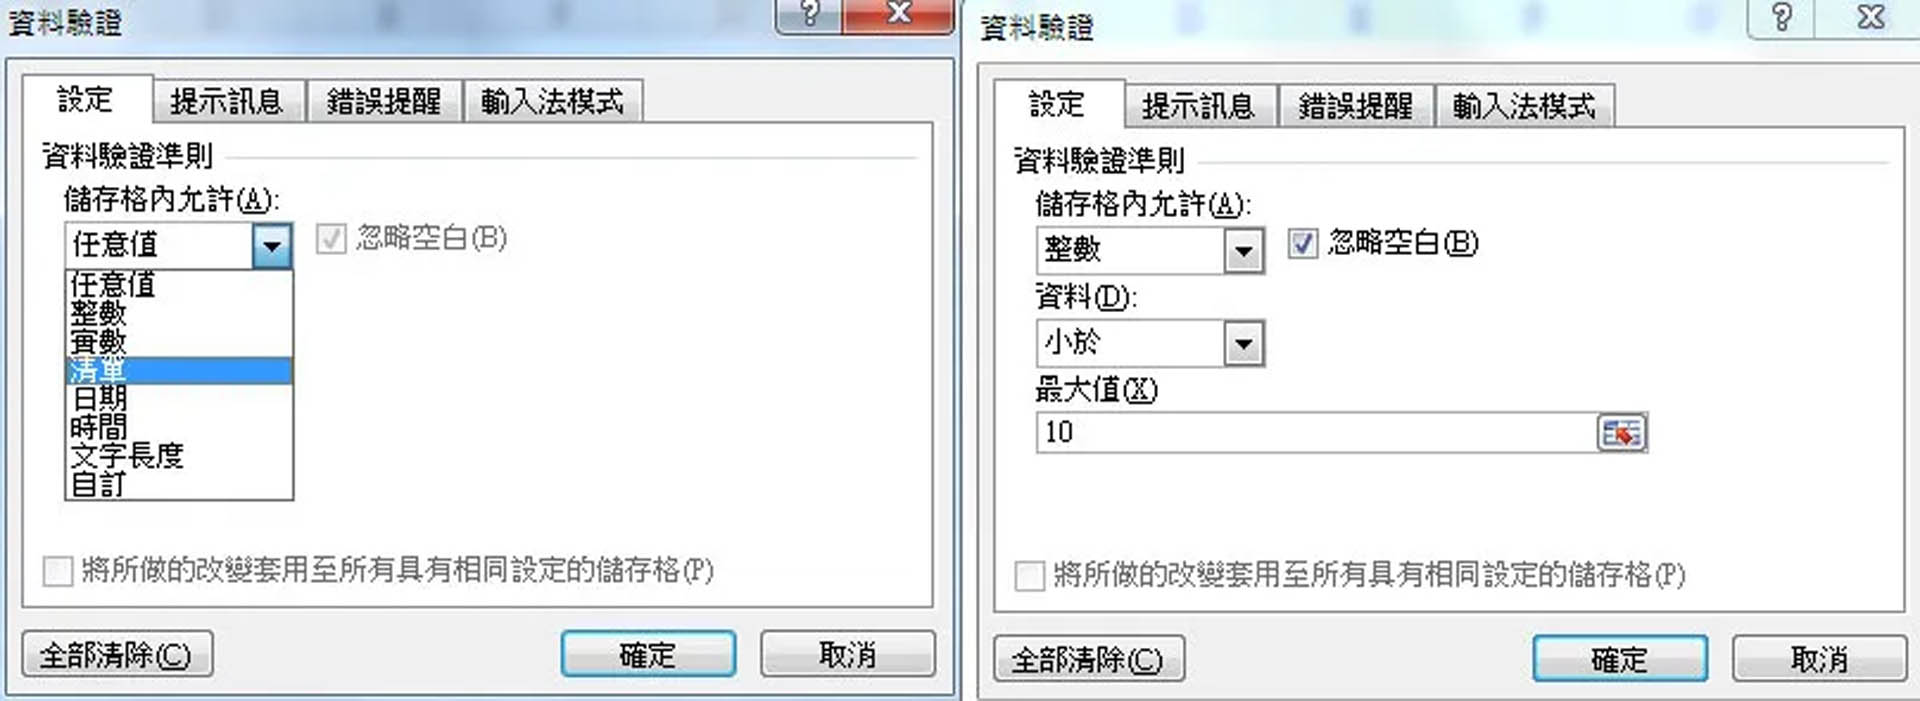 資料驗證
設定 提示訊息 錯誤提醒 輸入法模式
資料驗證準則
儲存格內允許(A):
任意值
忽略空白(B)
任意值
整數
實數
清單
日期
時間
文字長度
自訂
將所做的改變套用至所有具有相同設定的儲存格(P)
全部清除(C) 確定 取消
資料驗證
設定 提示訊息 錯誤提醒 輸入法模式
資料驗證準則
儲存格內允許(A):
整數
忽略空白(B)
資料(D):
小於
最大值(X)
10
將所做的改變套用至所有具有相同設定的儲存格(P)
全部清除(C) 確定 取消